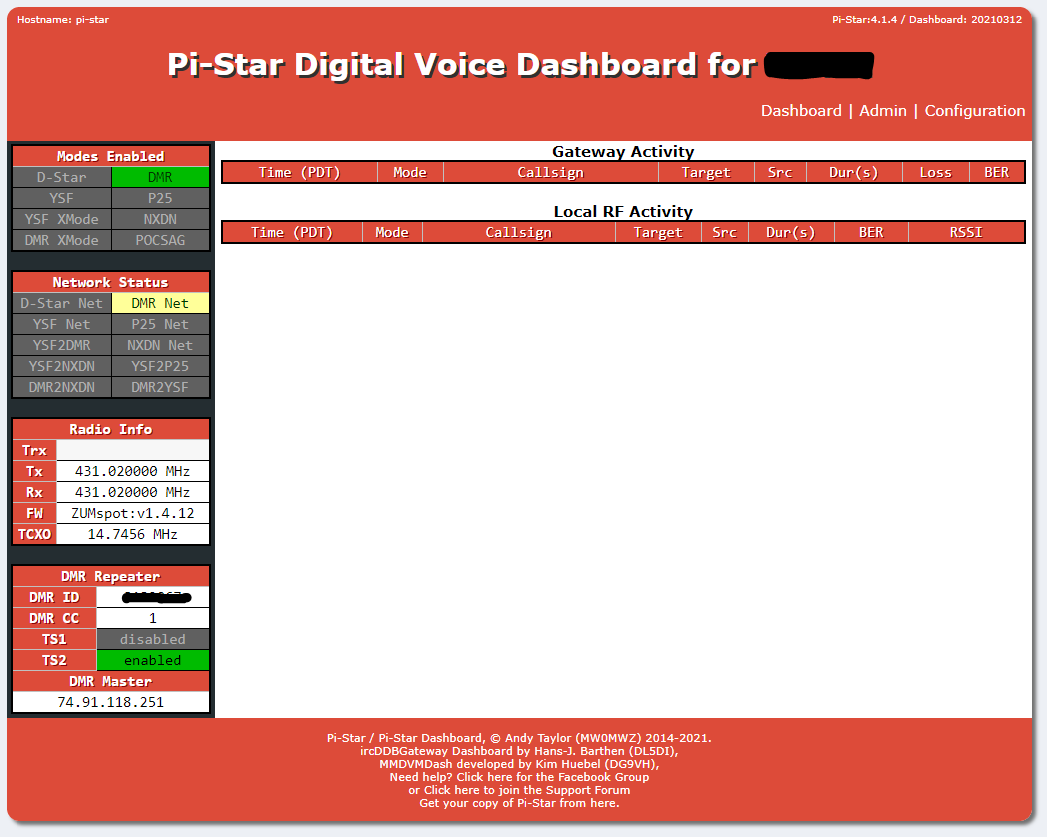 Hostname: pi-star
Pi-Star:4.1.4 / Dashboard: 20210312
Pi-Star Digital Voice Dashboard for
Dashboard | Admin | Configuration
Modes Enabled
D-Star DMR
YSF P25
YSF XMode NXDN
DMR XMode POCSAG
Network Status
D-Star Net DMR Net
YSF Net P25 Net
YSF2DMR NXDN Net
YSF2NXDN YSF2P25
DMR2NXDN DMR2YSF
Radio Info
Trx
Tx 431.020000 MHz
Rx 431.020000 MHz
FW ZUMspot:v1.4.12
TCXO 14.7456 MHz
DMR Repeater
DMR ID
DMR CC 1
TS1 disabled
TS2 enabled
DMR Master
74.91.118.251
Gateway Activity
Time (PDT) Mode Callsign Target Src Dur(s) Loss BER
Local RF Activity
Time (PDT) Mode Callsign Target Src Dur(s) BER RSSI
Pi-Star / Pi-Star Dashboard, © Andy Taylor (MW0MWZ) 2014-2021.
ircDDBGateway Dashboard by Hans-J. Barthen (DL5DI),
MMDVMDash developed by Kim Huebel (DG9VH),
Need help? Click here for the Facebook Group
or Click here to join the Support Forum
Get your copy of Pi-Star from here.